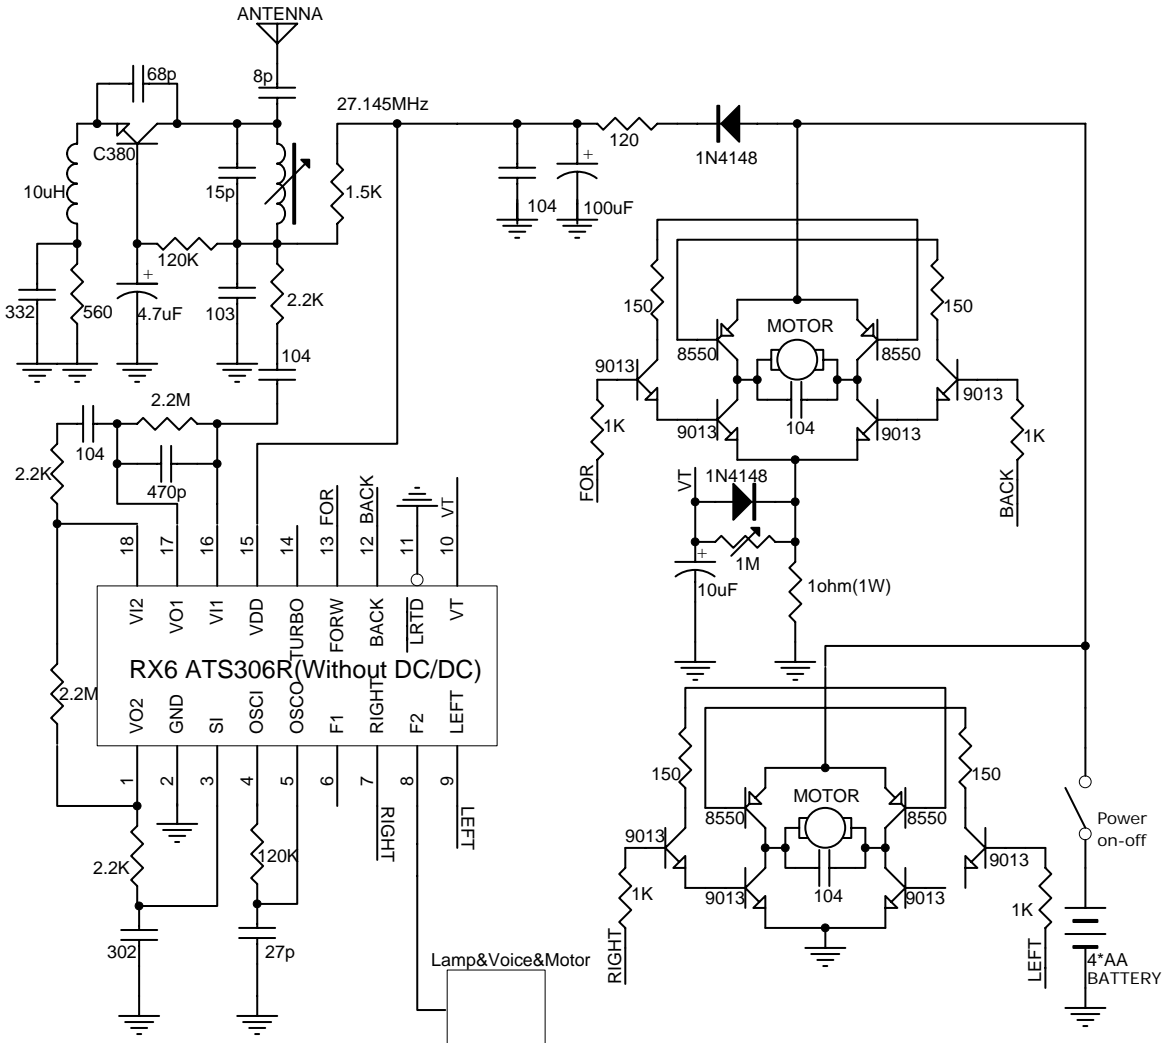 ANTENNA
68p
8p
27.145MHz
C380
120
1N4148
10uH
15p
1.5K
+
104
100uF
120K
+
4.7uF
332
560
103
2.2K
150
MOTOR
150
8550
8550
104
9013
9013
2.2M
1K
9013
104
9013
1K
104
2.2K
470p
FOR
BACK
VT
1N4148
FOR
BACK
VT
18
17
16
15
14
13
12
11
10
+
1M
10uF
1ohm(1W)
VI2
VO1
VI1
VDD
TURBO
FORW
BACK
LRTD
VT
RX6 ATS306R(Without DC/DC)
2.2M
VO2
GND
SI
OSCI
OSCO
F1
RIGHT
F2
LEFT
1
2
3
4
5
6
7
8
9
RIGHT
LEFT
150
150
MOTOR
8550
8550
Power
on-off
9013
9013
2.2K
120K
1K
9013
104
9013
1K
302
27p
RIGHT
LEFT
Lamp&Voice&Motor
4*AA
BATTERY